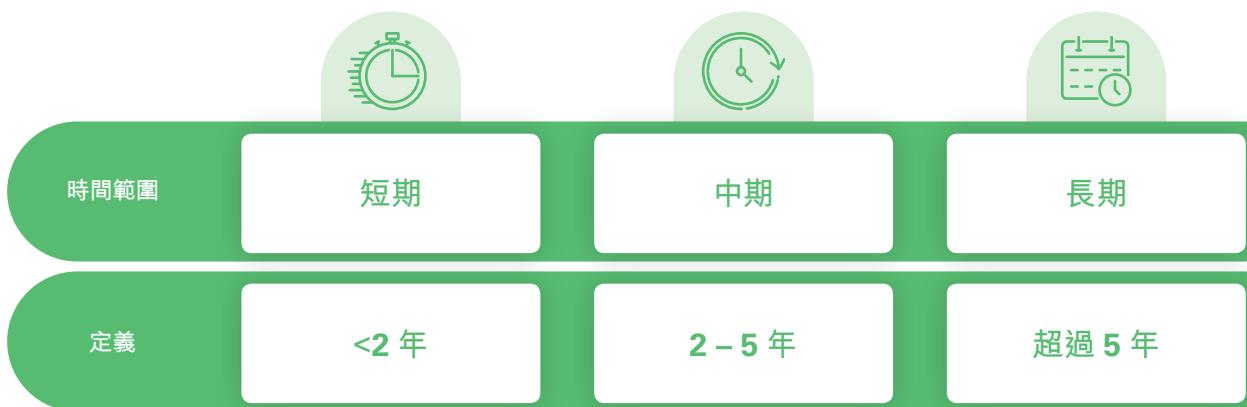 時間範圍 短期 中期 長期
定義 <2 年 2 – 5 年 超過 5 年